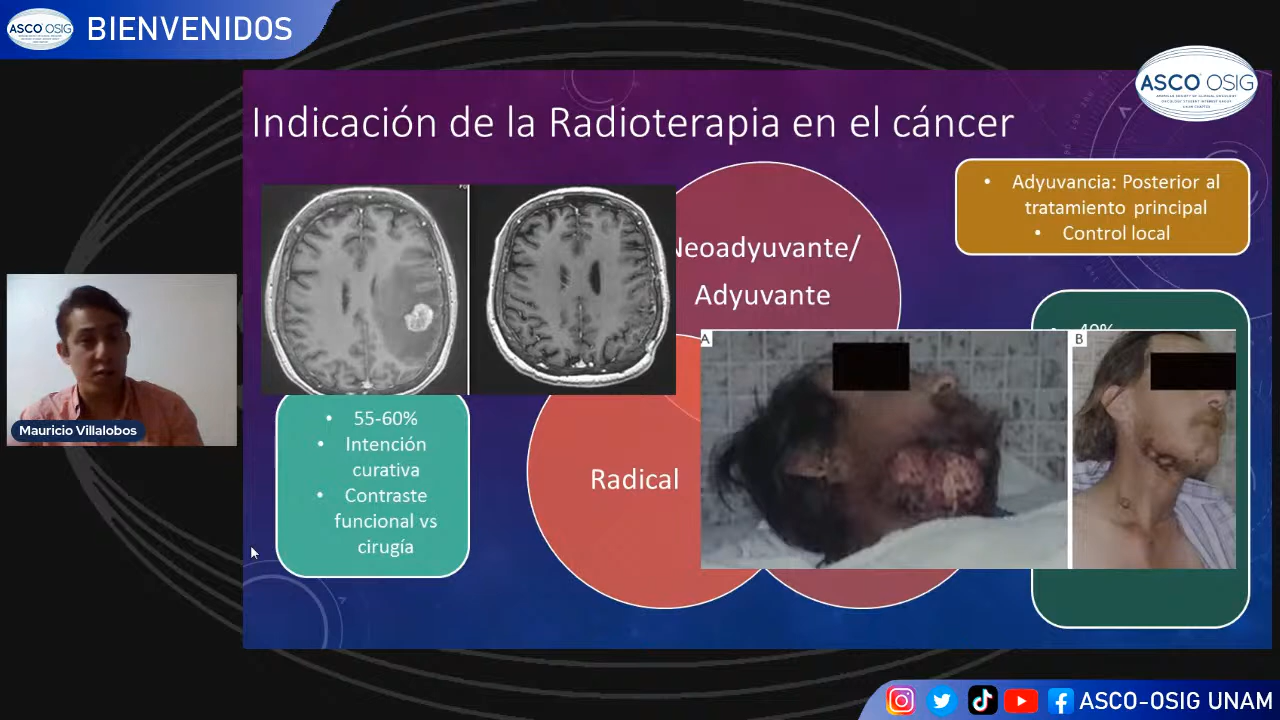 ASCO OSIG
BIENVENIDOS
ASCO OSIG
Indicación de la Radioterapia en el cáncer
• Adyuvancia: Posterior al
tratamiento principal
• Control local
Neoadyuvante/
Adyuvante
• 40%
A
B
• 55-60%
• Intención
curativa
• Contraste
funcional vs
cirugía
Radical
Mauricio Villalobos
ASCO-OSIG UNAM